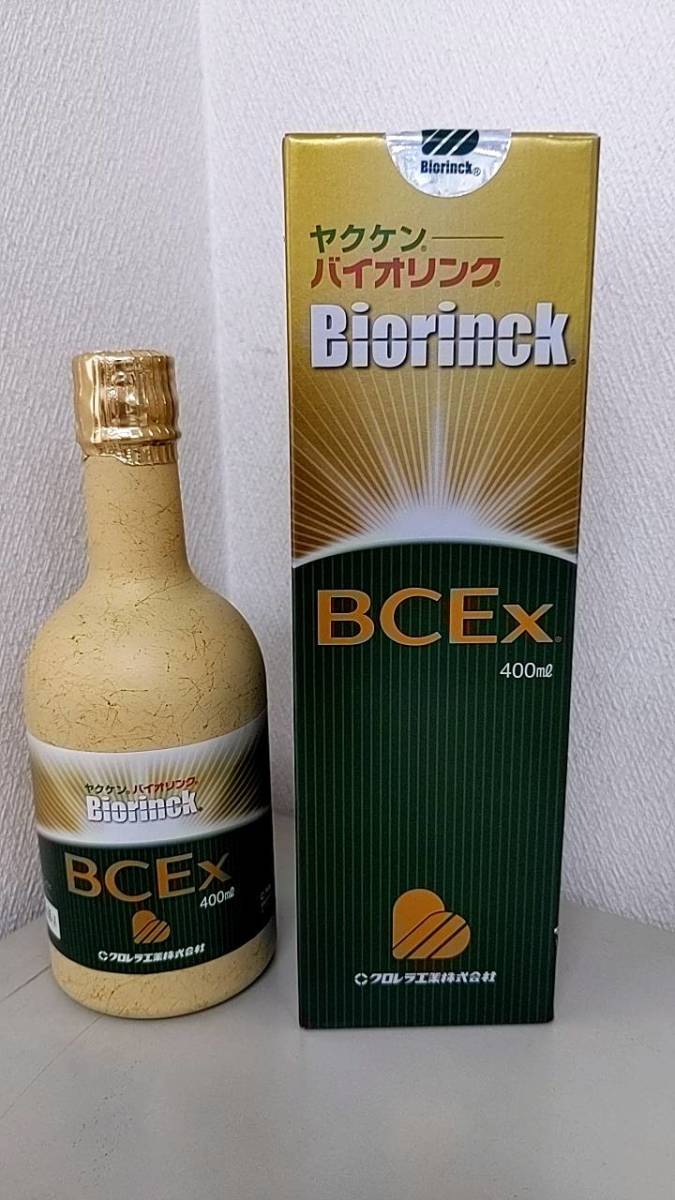 Biorinck®
ヤクケン®
バイオリンク®
Biorinck®
BCEx®
400mℓ
クロレラ工業株式会社
ヤクケン®バイオリンク®
Biorinck®
BCEx
400mℓ
クロレラ工業株式会社